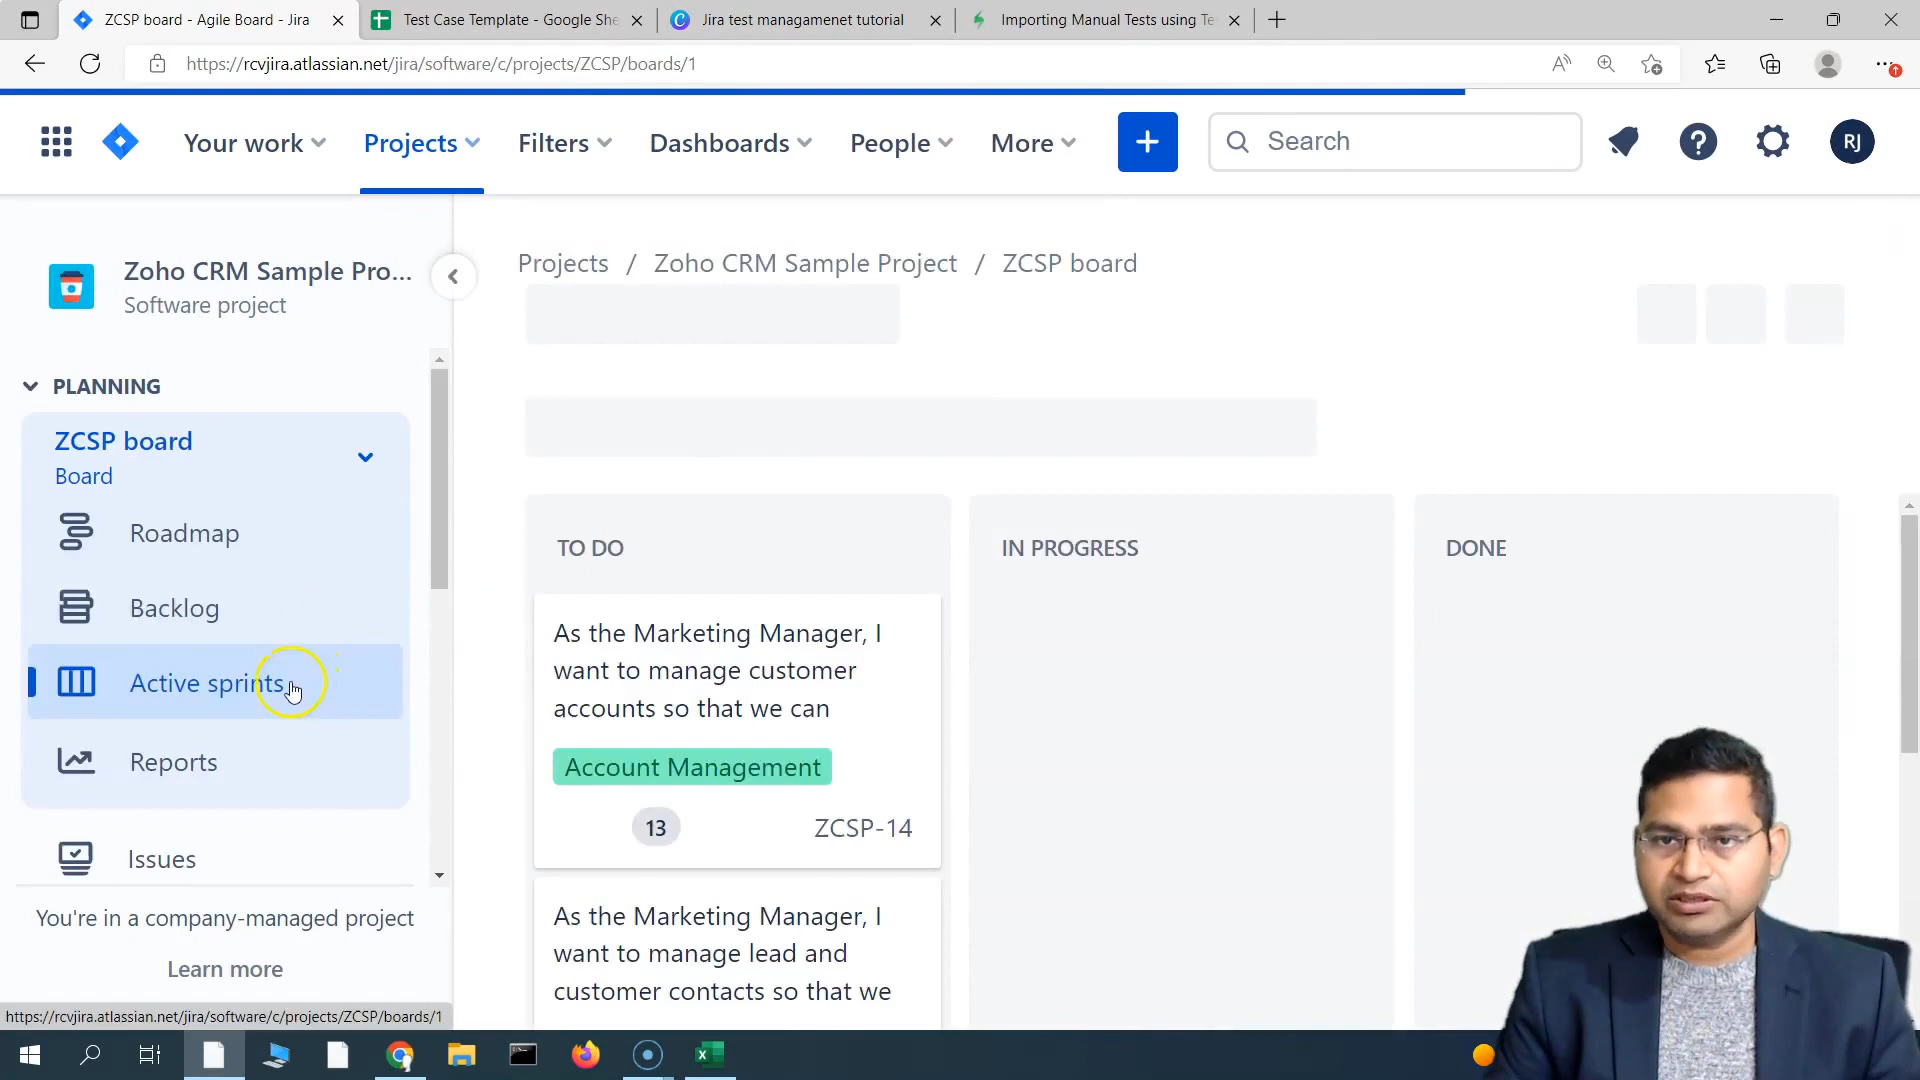 ZCSP board - Agile Board - Jira
Test Case Template - Google She
Jira test managamenet tutorial
Importing Manual Tests using Te
https://rcvjira.atlassian.net/jira/software/c/projects/ZCSP/boards/1
Your work
Projects
Filters
Dashboards
People
More
Search
RJ
Zoho CRM Sample Pro...
Software project
Projects / Zoho CRM Sample Project / ZCSP board
PLANNING
ZCSP board
Board
Roadmap
Backlog
Active sprints
Reports
Issues
You're in a company-managed project
Learn more
TO DO
IN PROGRESS
DONE
As the Marketing Manager, I
want to manage customer
accounts so that we can
Account Management
13
ZCSP-14
As the Marketing Manager, I
want to manage lead and
customer contacts so that we
https://rcvjira.atlassian.net/jira/software/c/projects/ZCSP/boards/1